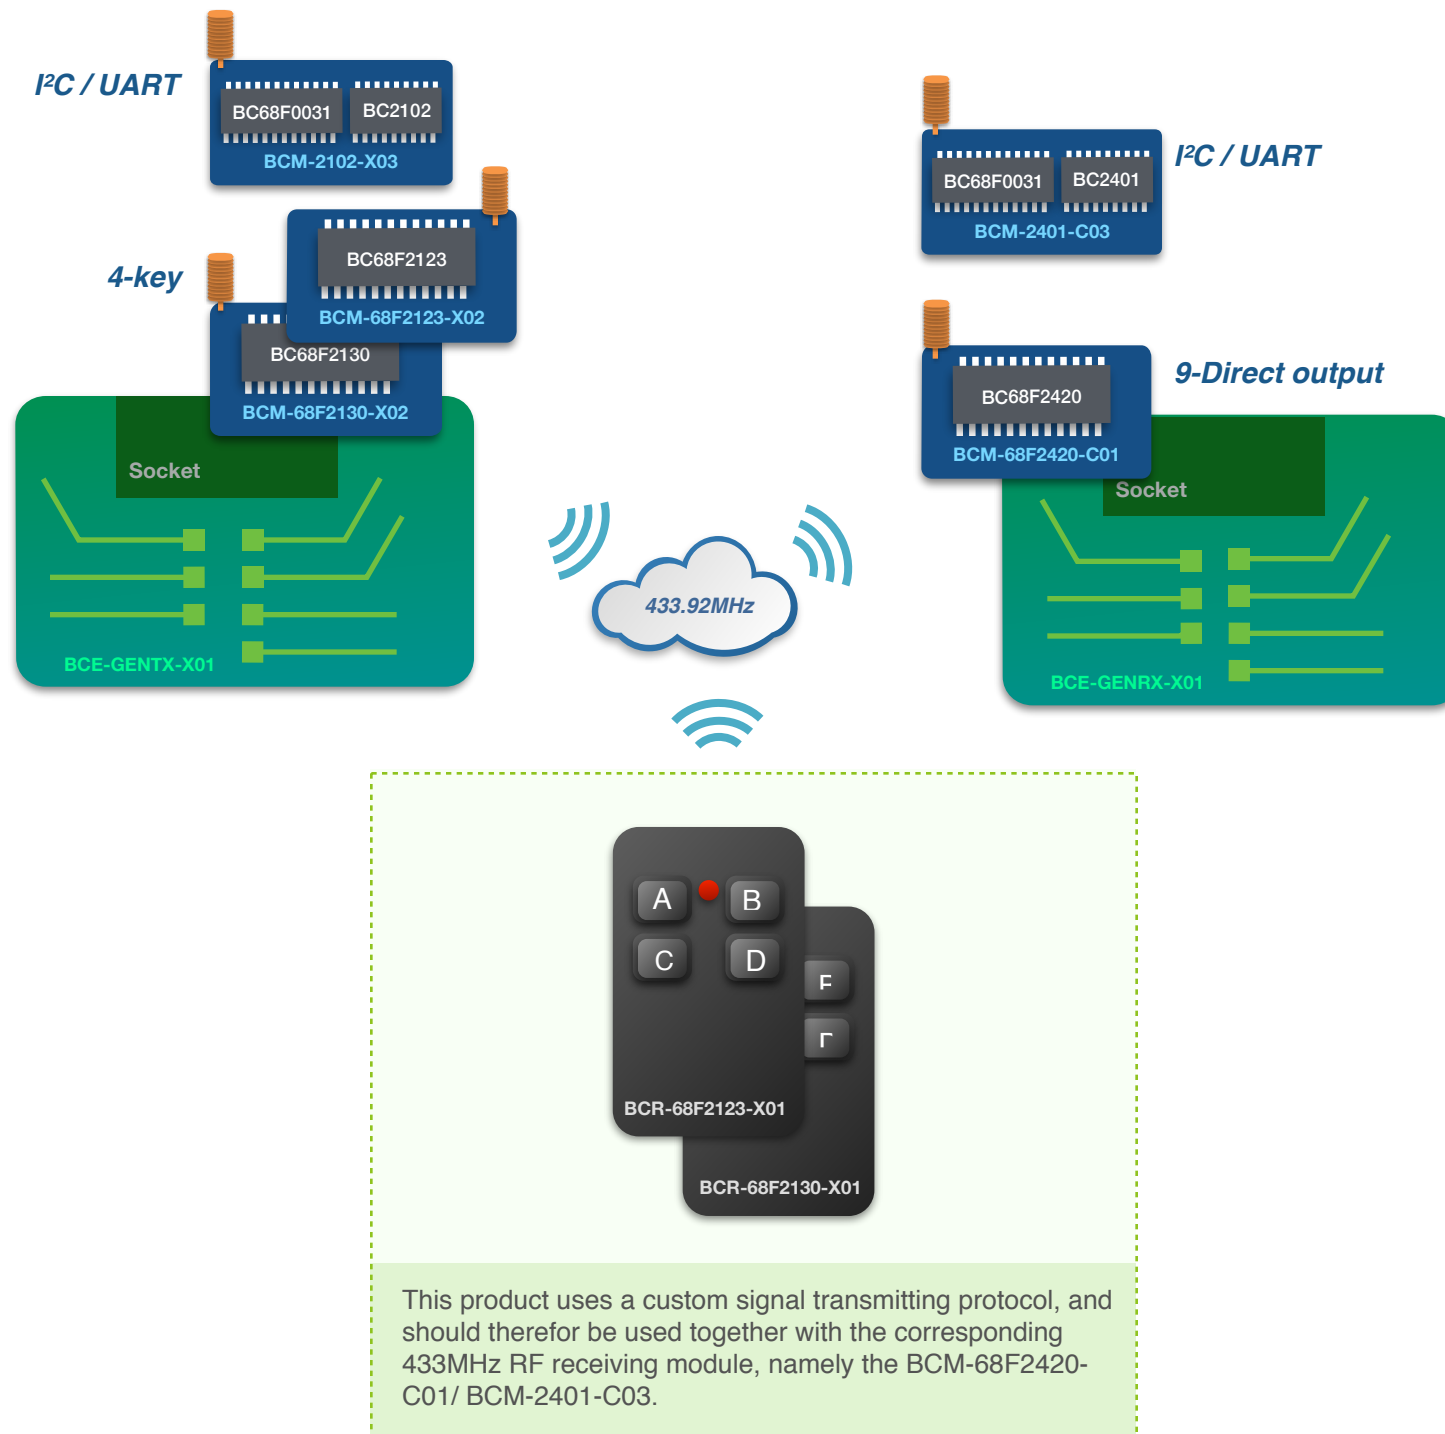 I²C / UART
BC68F0031
BC2102
BCM-2102-X03
BC68F2123
BCM-68F2123-X02
4-key
BC68F2130
BCM-68F2130-X02
Socket
BCE-GENTX-X01
I²C / UART
BC68F0031
BC2401
BCM-2401-C03
9-Direct output
BC68F2420
BCM-68F2420-C01
Socket
BCE-GENRX-X01
433.92MHz
A
B
C
D
BCR-68F2123-X01
BCR-68F2130-X01
This product uses a custom signal transmitting protocol, and
should therefor be used together with the corresponding
433MHz RF receiving module, namely the BCM-68F2420-
C01/ BCM-2401-C03.